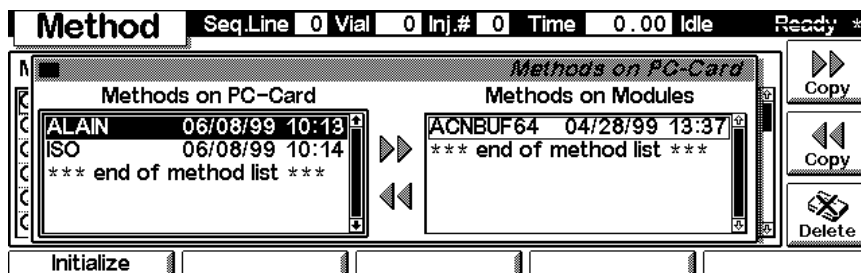 Method Seq.Line 0 Vial 0 Inj.# 0 Time 0.00 Idle Ready *
Methods on PC-Card
Methods on PC-Card
Methods on Modules
ALAIN 06/08/99 10:13
ISO 06/08/99 10:14
*** end of method list ***
ACNBUF64 04/28/99 13:37
*** end of method list ***
Copy
Copy
Delete
Initialize